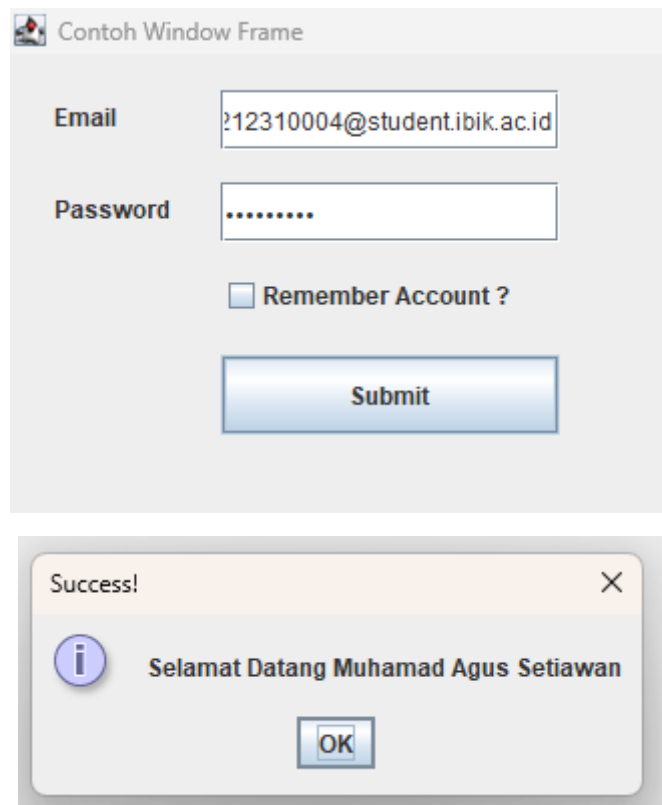 Contoh Window Frame
Email
212310004@student.ibik.ac.id
Password
•••••••••
Remember Account ?
Submit
Success!
Selamat Datang Muhamad Agus Setiawan
OK